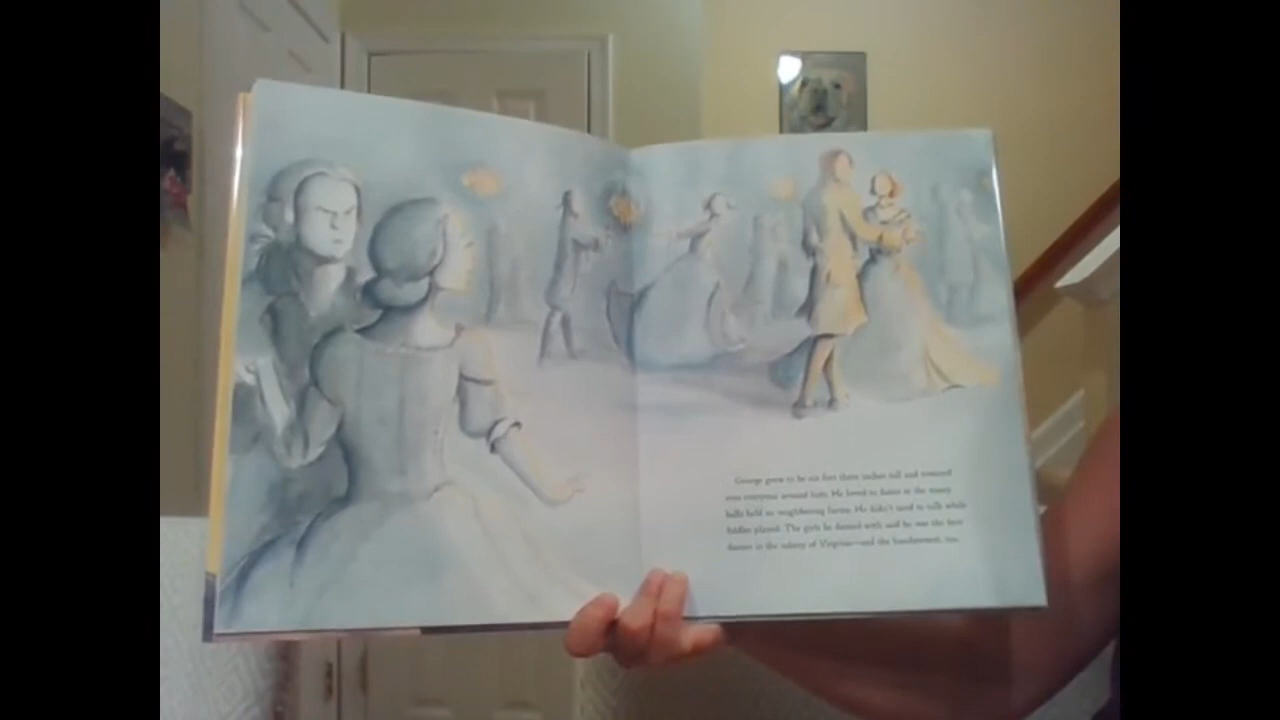 George grew to be six feet three inches tall and towered
over everyone around him. He loved to dance at the many
balls held on neighboring farms. He didn't need to talk while
fiddles played. The girls he danced with said he was the best
dancer in the colony of Virginia—and the handsomest, too.